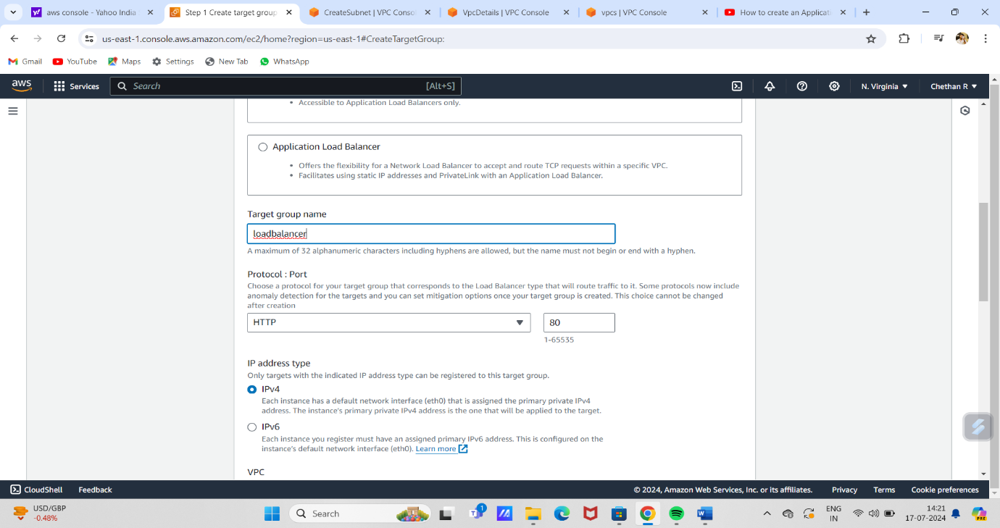 aws console - Yahoo India
Step 1 Create target group
CreateSubnet | VPC Conso
VpcDetails | VPC Console
vpcs | VPC Console
How to create an Applicat
us-east-1.console.aws.amazon.com/ec2/home?region=us-east-1#CreateTargetGroup:
Gmail YouTube Maps Settings New Tab WhatsApp
aws Services Search [Alt+S] N. Virginia Chethan R
Accessible to Application Load Balancers only.
Application Load Balancer
Offers the flexibility for a Network Load Balancer to accept and route TCP requests within a specific VPC.
Facilitates using static IP addresses and PrivateLink with an Application Load Balancer.
Target group name
loadbalancer
A maximum of 32 alphanumeric characters including hyphens are allowed, but the name must not begin or end with a hyphen.
Protocol : Port
Choose a protocol for your target group that corresponds to the Load Balancer type that will route traffic to it. Some protocols now include
anomaly detection for the targets and you can set mitigation options once your target group is created. This choice cannot be changed
after creation
HTTP 80
1-65535
IP address type
Only targets with the indicated IP address type can be registered to this target group.
IPv4
Each instance has a default network interface (eth0) that is assigned the primary private IPv4
address. The instance's primary private IPv4 address is the one that will be applied to the target.
IPv6
Each instance you register must have an assigned primary IPv6 address. This is configured on the
instance's default network interface (eth0). Learn more
VPC
CloudShell Feedback © 2024, Amazon Web Services, Inc. or its affiliates. Privacy Terms Cookie preferences
USD/GBP
-0.48%
Search
1
ENG
IN
14:21
17-07-2024
PRE